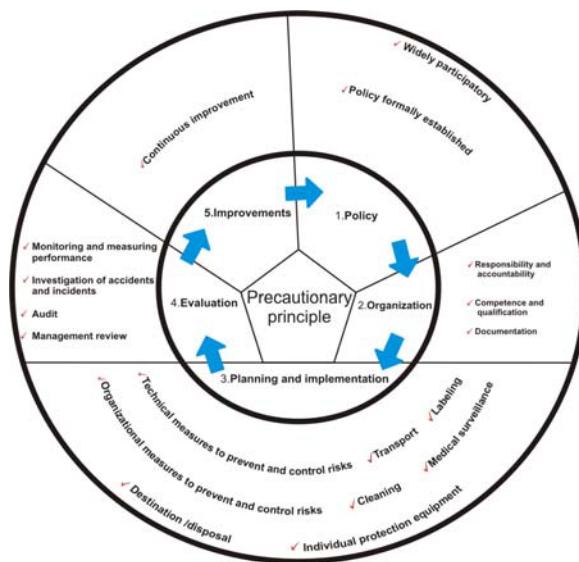 Widely participatory
Policy formally established
Continuous improvement
5.Improvements
1.Policy
Monitoring and measuring
performance
Investigation of accidents
and incidents
Audit
Management review
4.Evaluation
Precautionary
principle
2.Organization
Responsibility and
accountability
Competence and
qualification
Documentation
3.Planning and implementation
Technical measures to prevent and control risks
Organizational measures to prevent and control risks
Transport
Labeling
Cleaning
Medical surveillance
Destination /disposal
Individual protection equipment